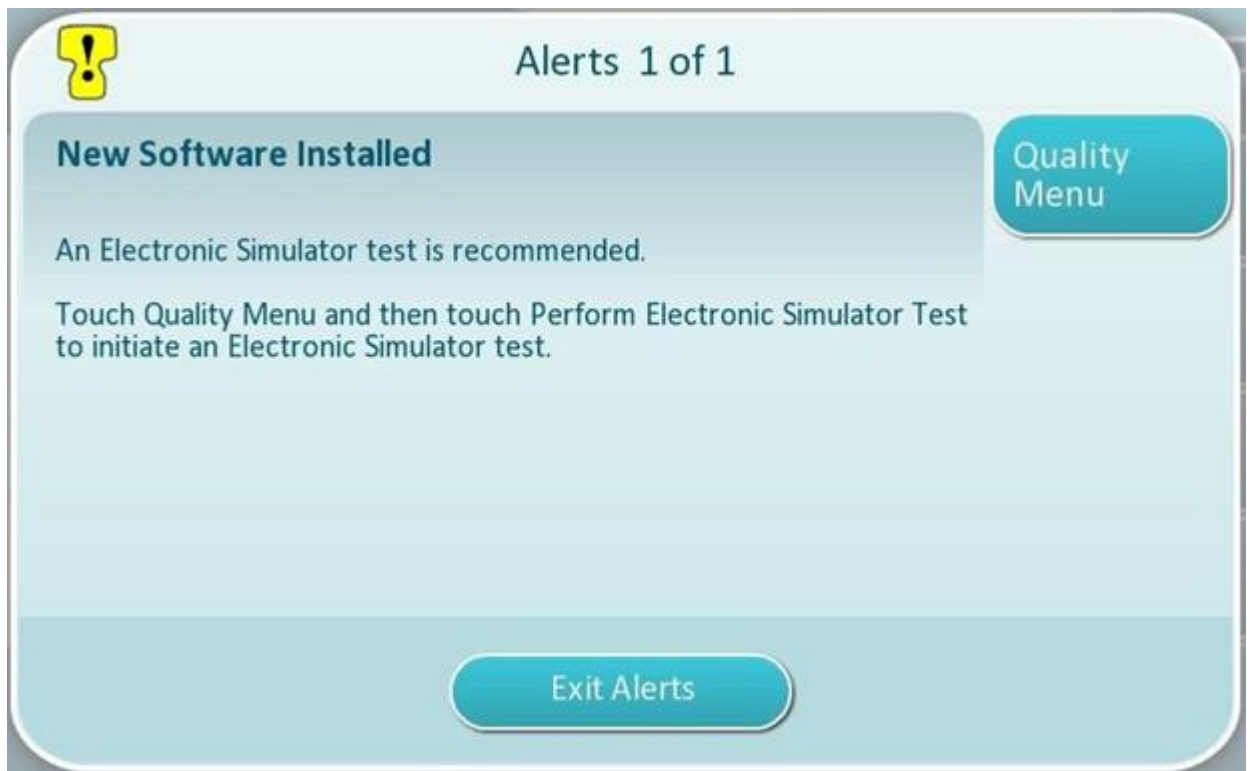 Alerts 1 of 1
New Software Installed
Quality
Menu
An Electronic Simulator test is recommended.
Touch Quality Menu and then touch Perform Electronic Simulator Test
to initiate an Electronic Simulator test.
Exit Alerts